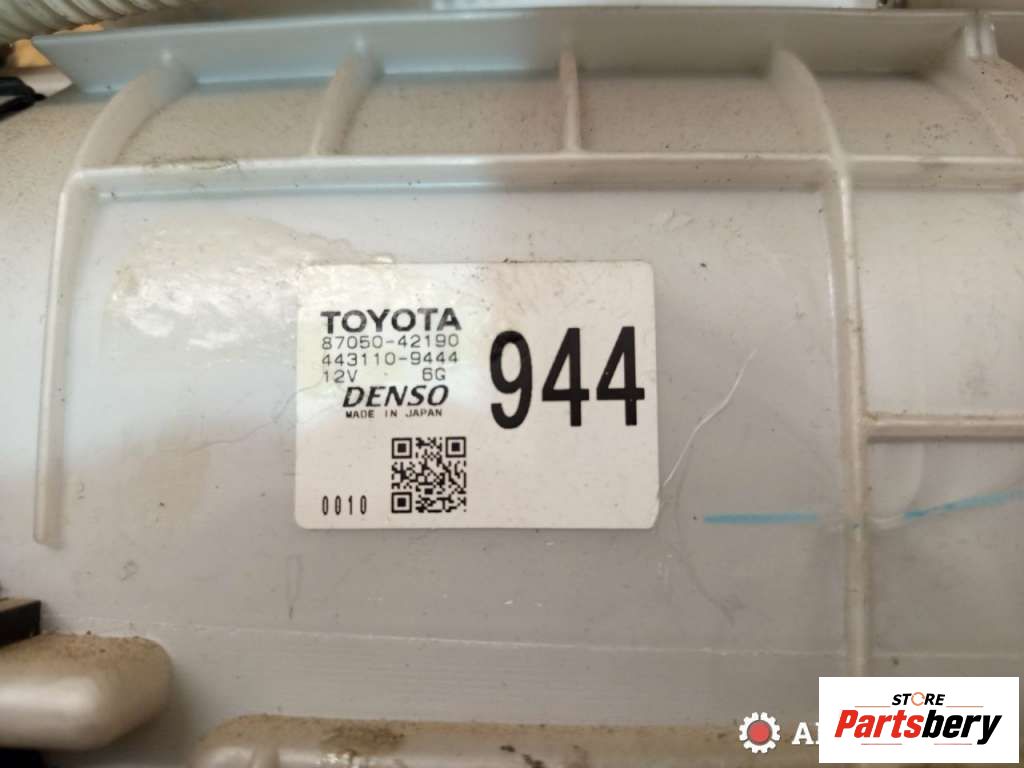 TOYOTA
87050-42190
443110-9444
12V 6G
DENSO
MADE IN JAPAN
944
0010
STORE
Partsbery